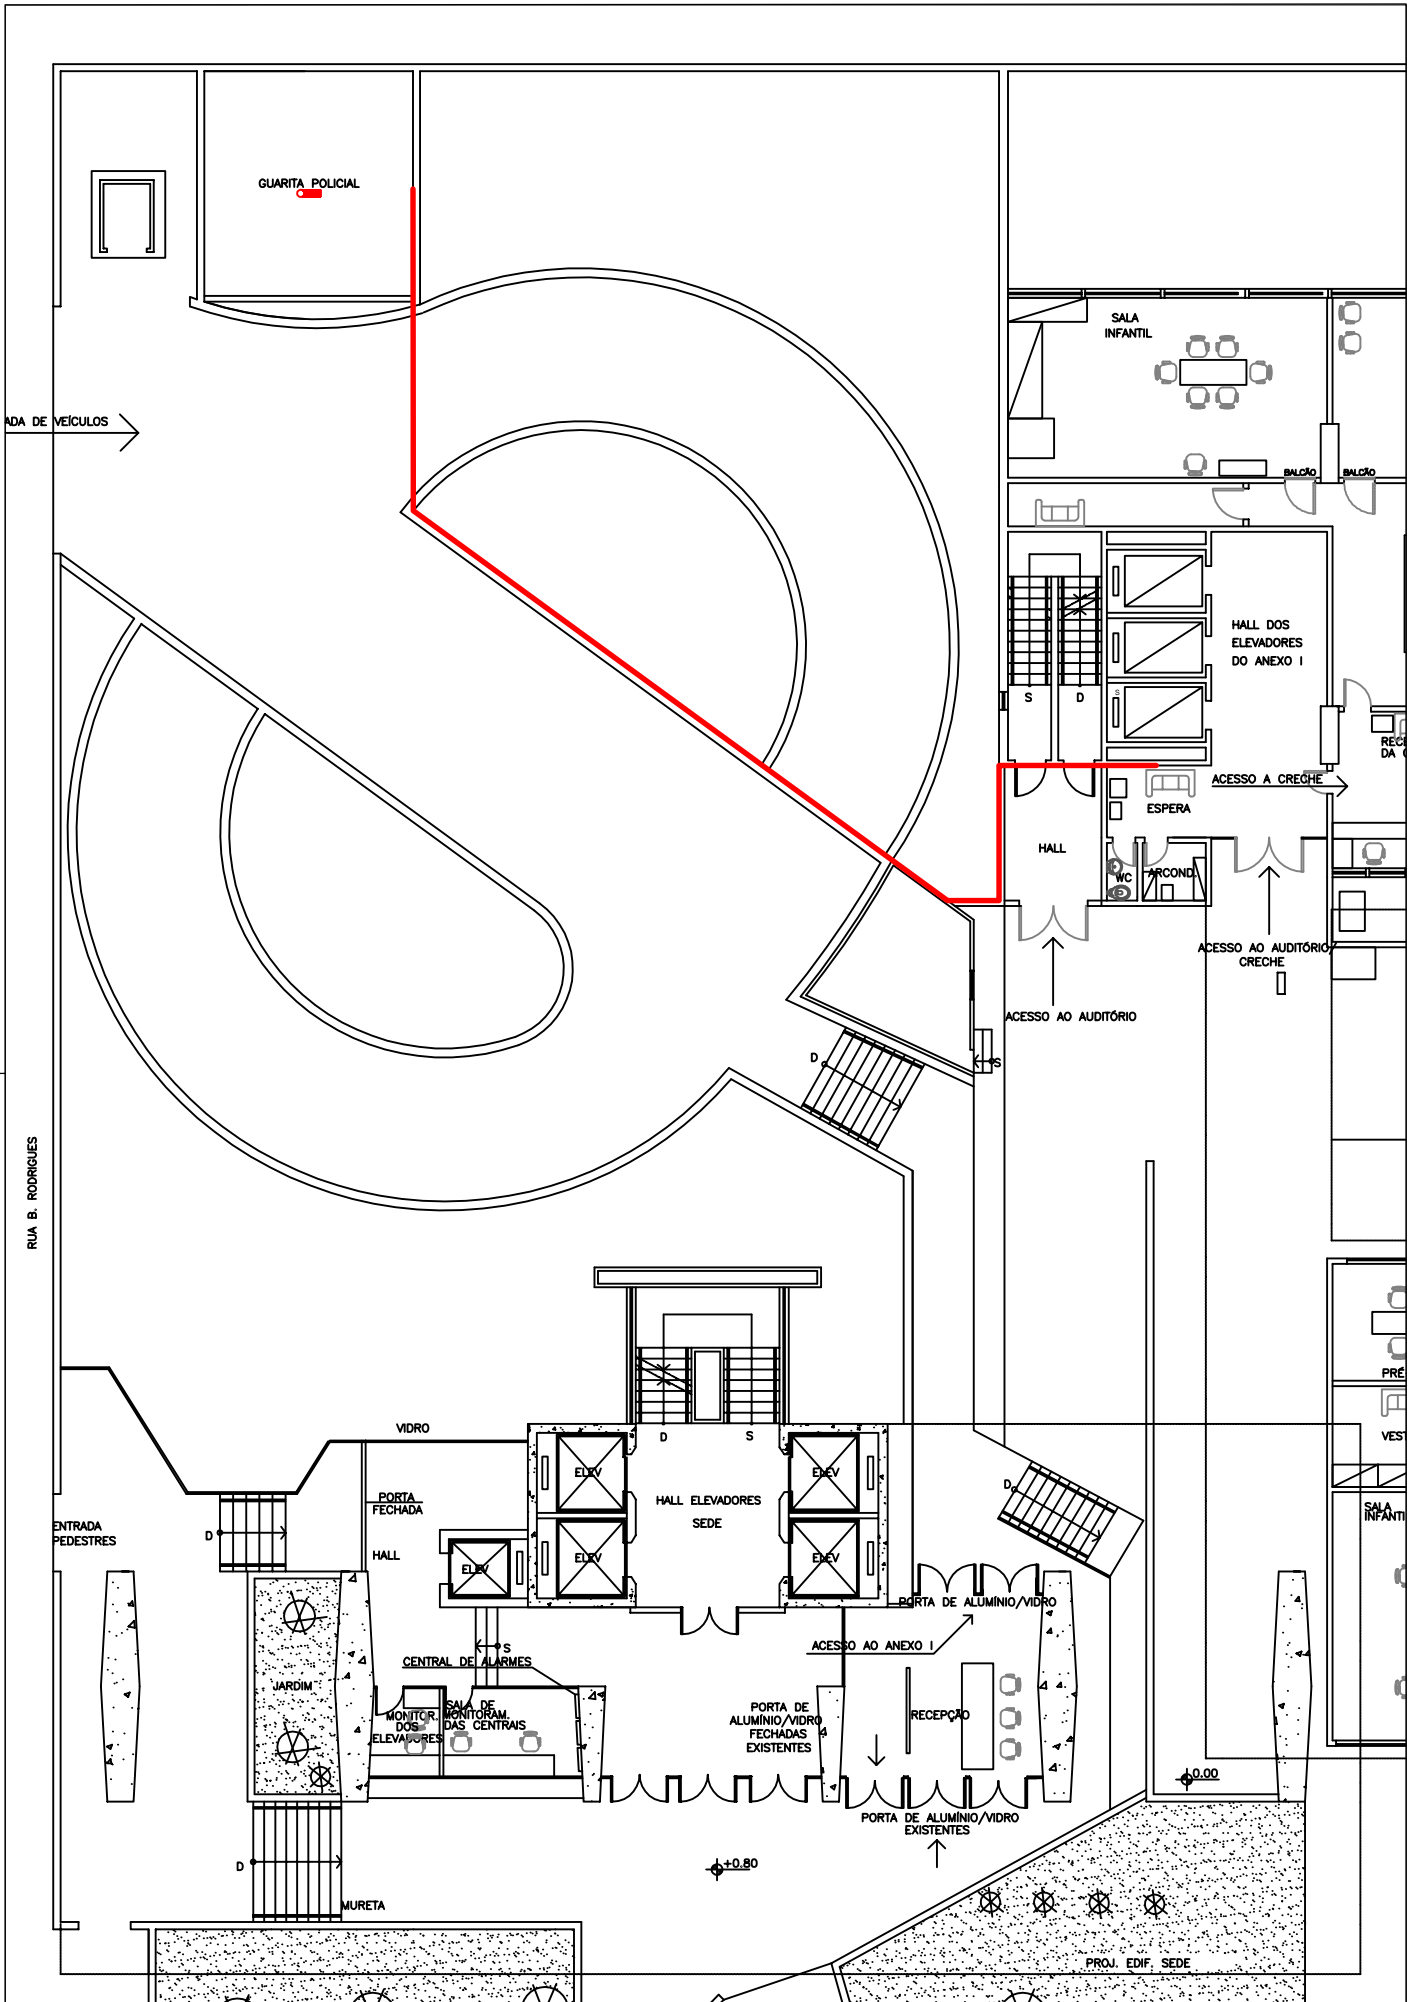 GUARITA POLICIAL
SALA
INFANTIL
ADA DE VEÍCULOS
BALCÃO
BALCÃO
HALL DOS
ELEVADORES
DO ANEXO I
S
D
S
DA
ACESSO A CRECHE
ESPERA
HALL
WC
ARCOND.
ACESSO AO AUDITÓRIO/
CRECHE
ACESSO AO AUDITÓRIO
D
S
RUA B. RODRIGUES
PRÉ
VIDRO
D
S
VEST
ELEV
ELEV
HALL ELEVADORES
SEDE
D
PORTA
FECHADA
SALA
INFANTI
ENTRADA
PEDESTRES
D
HALL
ELEV
ELEV
ELEV
PORTA DE ALUMÍNIO/VIDRO
ACESSO AO ANEXO I
S
CENTRAL DE ALARMES
JARDIM
SALA DE
MONITORAM.
DAS CENTRAIS
MONITOR.
DOS
ELEVADORES
PORTA DE
ALUMÍNIO/VIDRO
FECHADAS
EXISTENTES
RECEPÇÃO
0.00
PORTA DE ALUMÍNIO/VIDRO
EXISTENTES
D
+0.80
MURETA
PROJ. EDIF. SEDE